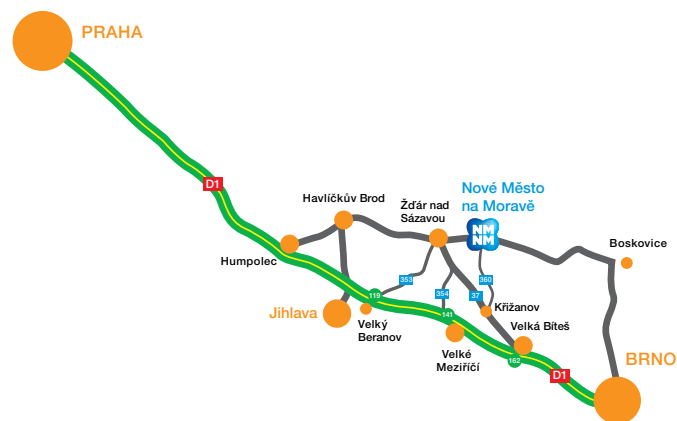 PRAHA
D1
Nové Město
na Moravě
Havlíčkův Brod
Žďár nad
Sázavou
NM
NM
Boskovice
Humpolec
353
360
119
354
37
Křižanov
Jihlava
141
Velký
Beranov
Velká Bíteš
Velké
Meziříčí
162
BRNO
D1